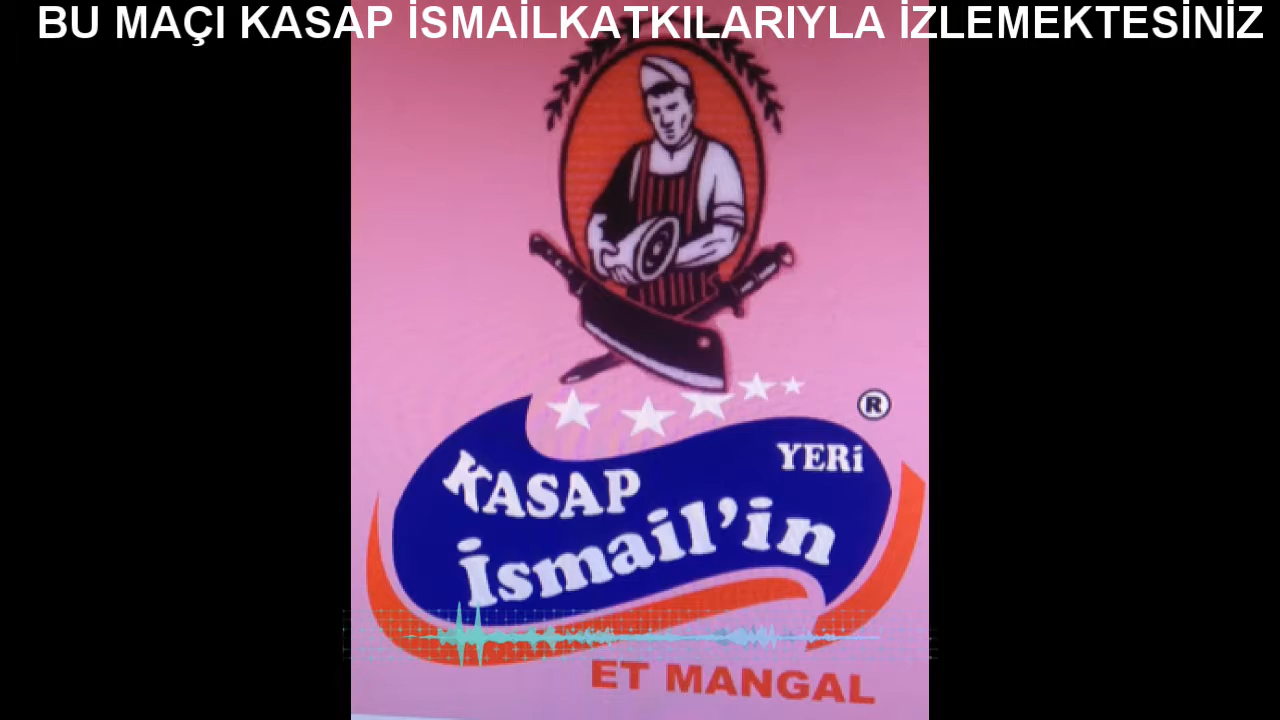 BU MAÇI KASAP İSMAİLKATKILARIYLA İZLEMEKTESİNİZ
®
YERİ
KASAP
İsmail'in
ET MANGAL